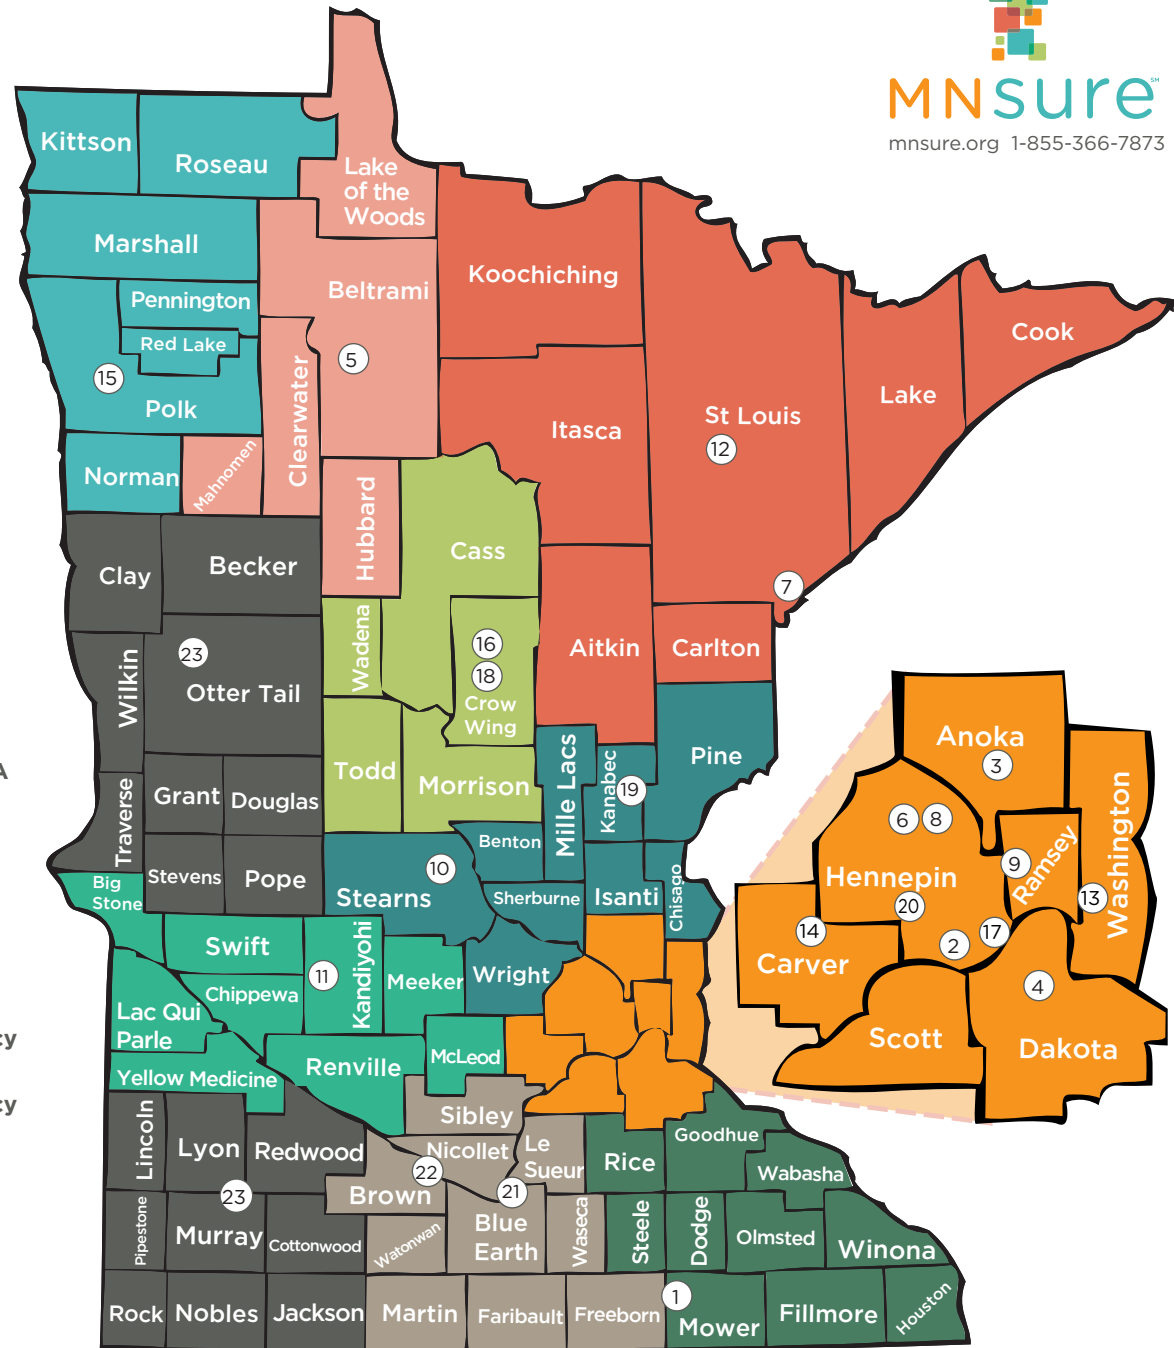 MNsure℠
mnsure.org 1-855-366-7873
Kittson
Roseau
Lake
of the
Woods
Marshall
Beltrami
Koochiching
Pennington
Red Lake
Cook
5
15
Clearwater
Lake
Polk
St Louis
Itasca
12
Norman
Mahnomen
Hubbard
Cass
Clay
Becker
7
Wadena
16
Aitkin
Carlton
23
18
Wilkin
Otter Tail
Crow
Wing
Anoka
Pine
3
A
Todd
Mille Lacs
Kanabec
Morrison
19
Grant
Douglas
Traverse
6
8
Washington
Benton
9
Ramsey
10
Big
Stone
Stevens
Pope
Stearns
Sherburne
Isanti
Chisago
Hennepin
13
20
14
17
Swift
Kandiyohi
2
11
Meeker
Wright
Carver
Chippewa
4
Lac Qui
Parle
cy
McLeod
Scott
Dakota
Renville
Yellow Medicine
cy
Sibley
Lincoln
Lyon
Redwood
Nicollet
Le
Sueur
Goodhue
Rice
22
Wabasha
23
Brown
21
Pipestone
Murray
Cottonwood
Watonwan
Blue
Earth
Waseca
Steele
Dodge
Olmsted
Winona
1
Rock
Nobles
Jackson
Martin
Faribault
Freeborn
Mower
Fillmore
Houston